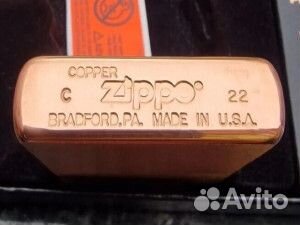 COPPER
C Zippo® 22
BRADFORD,PA. MADE IN U.S.A.
Avito